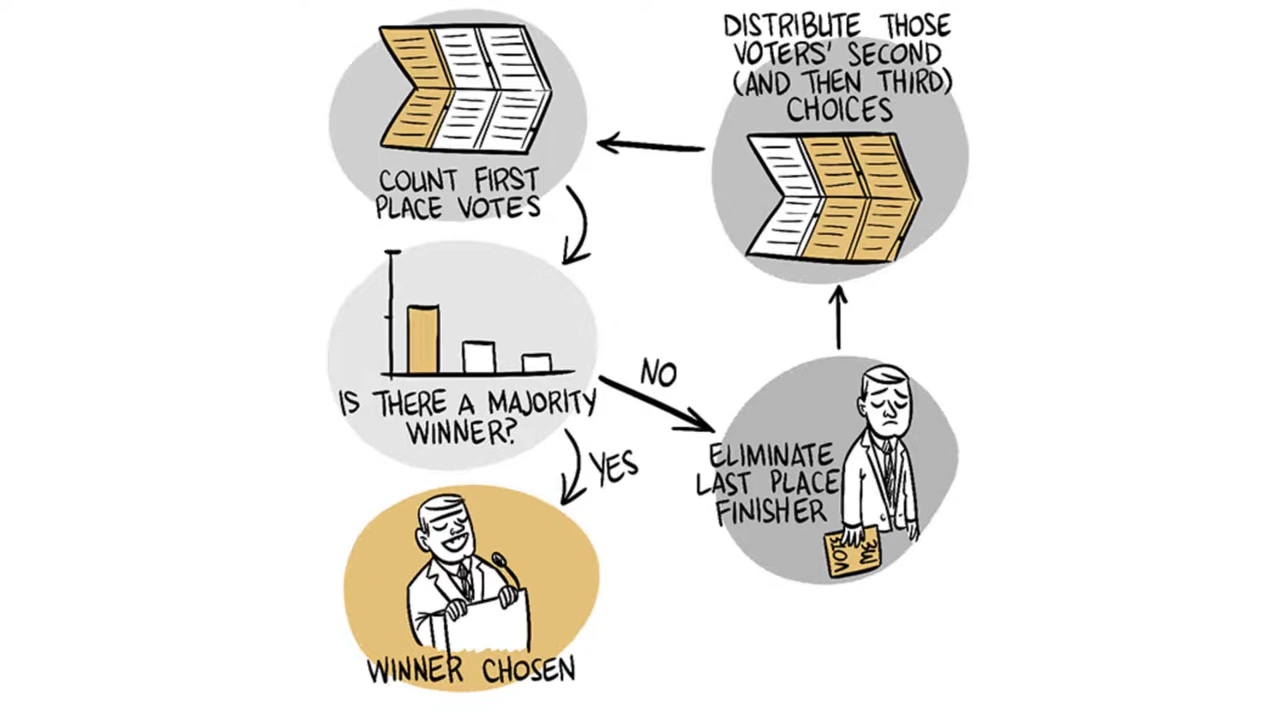 COUNT FIRST
PLACE VOTES
IS THERE A MAJORITY
WINNER?
YES
WINNER CHOSEN
NO
ELIMINATE
LAST PLACE
FINISHER
VOTE
ME
DISTRIBUTE THOSE
VOTERS' SECOND
(AND THEN THIRD)
CHOICES